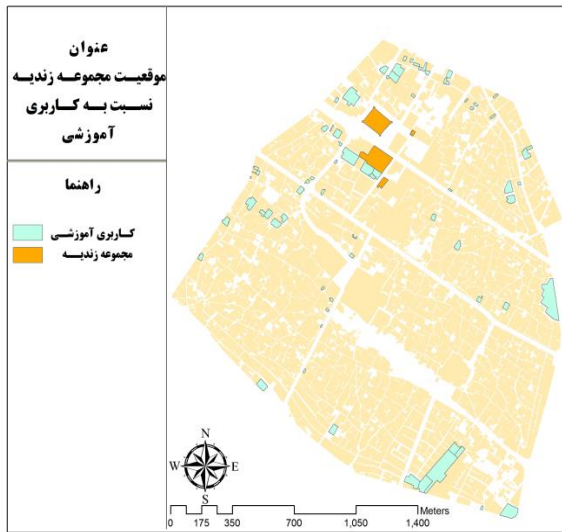 عنوان
موقعیت مجموعه زندیه
نسبت به کاربری
آموزشی
راهنما
کاربری آموزشی
مجموعه زندیه
N
W E
S
Meters
0 175 350 700 1,050 1,400